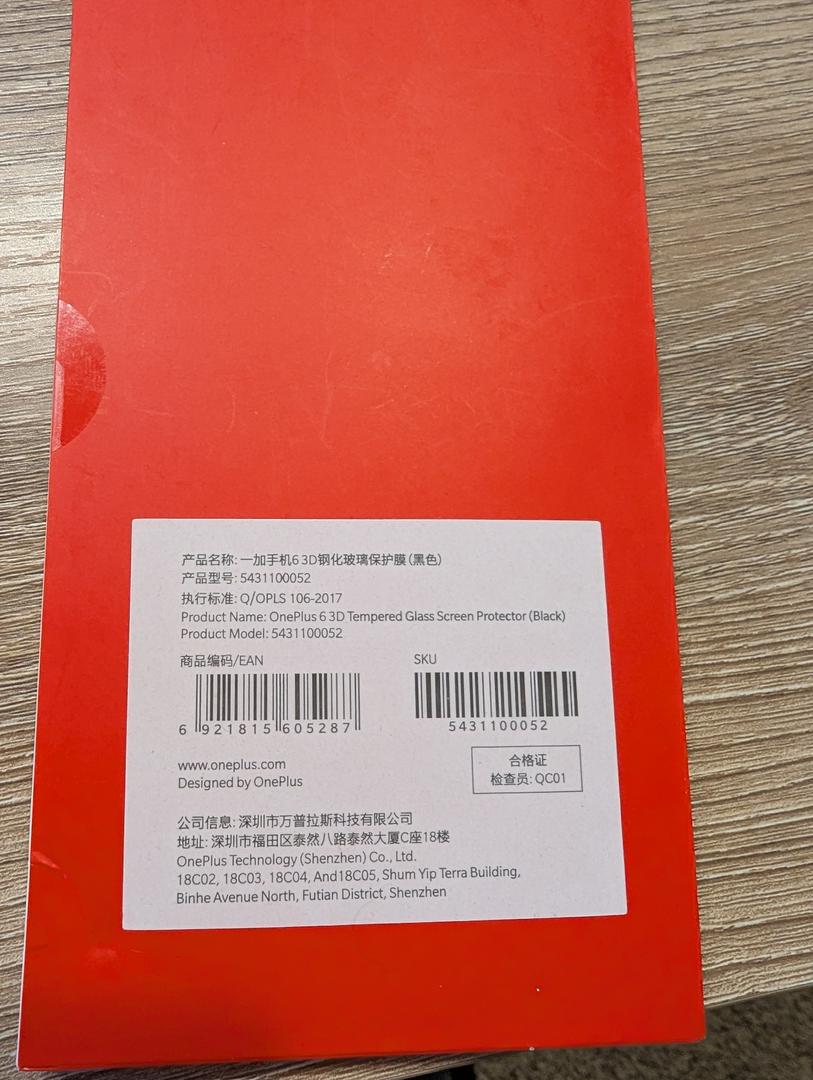 产品名称: 一加手机6 3D钢化玻璃保护膜(黑色)
产品型号: 5431100052
执行标准: Q/OPLS 106-2017
Product Name: OnePlus 6 3D Tempered Glass Screen Protector (Black)
Product Model: 5431100052
商品编码/EAN
SKU
6 921815 605287
5431100052
www.oneplus.com
Designed by OnePlus
合格证
检查员: QC01
公司信息: 深圳市万普拉斯科技有限公司
地址: 深圳市福田区泰然八路泰然大厦C座18楼
OnePlus Technology (Shenzhen) Co., Ltd.
18C02, 18C03, 18C04, And18C05, Shum Yip Terra Building,
Binhe Avenue North, Futian District, Shenzhen